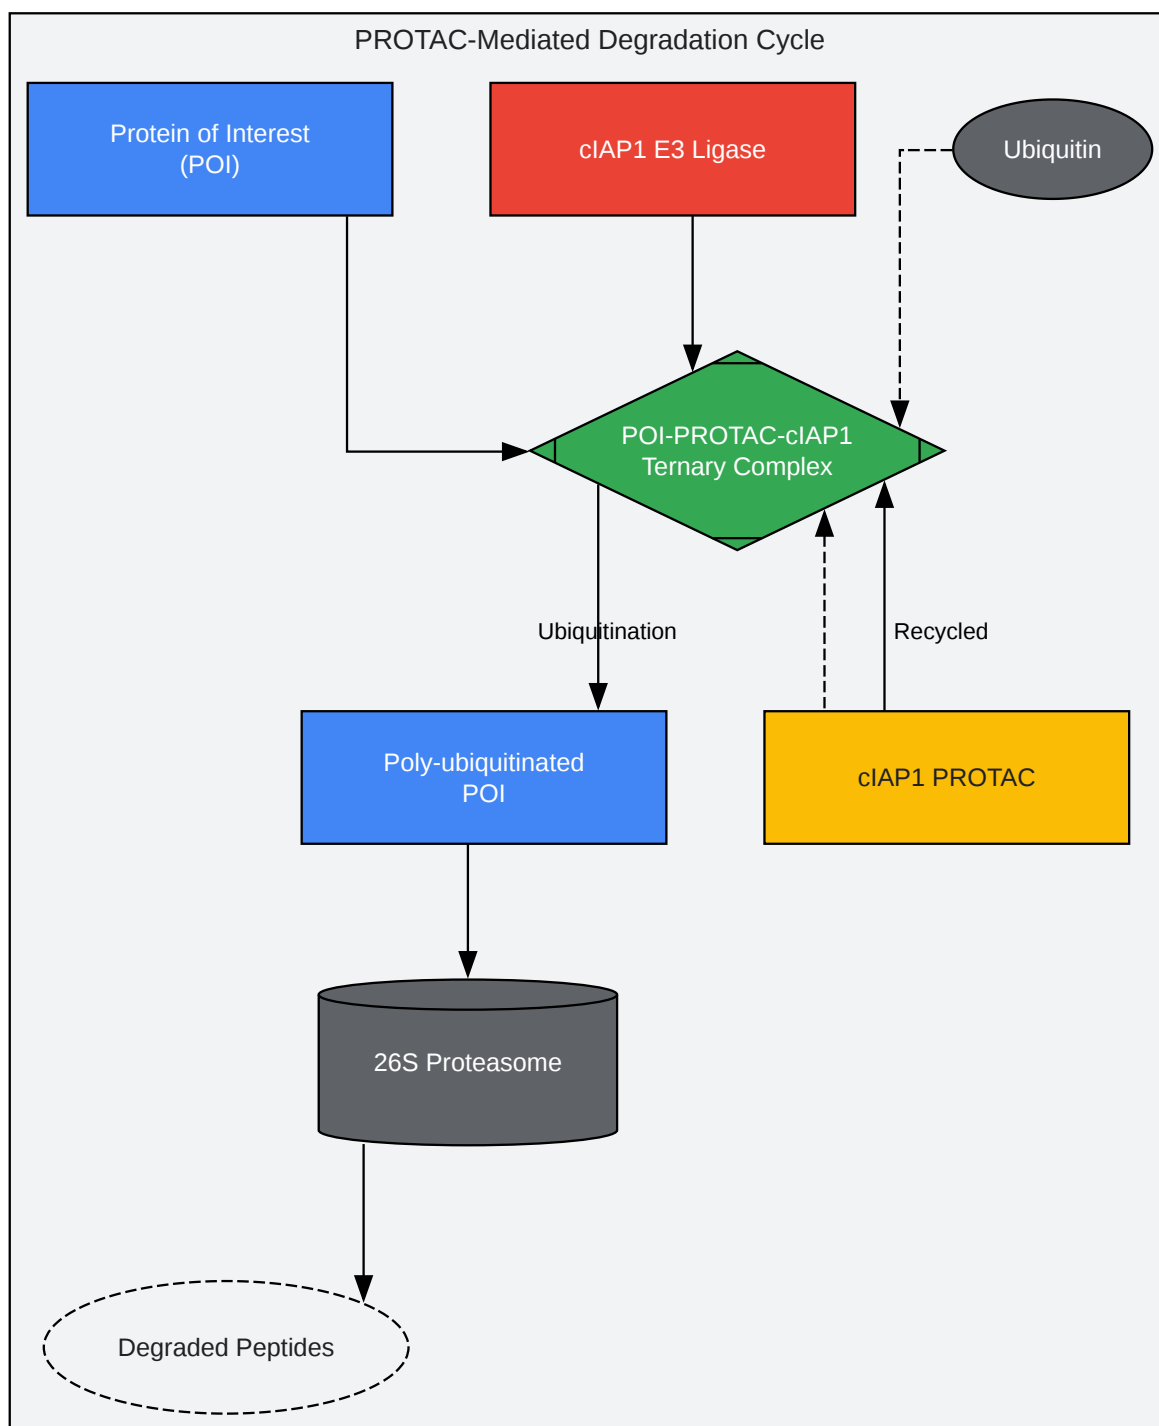 PROTAC-Mediated Degradation Cycle
Protein of Interest
(POI)
cIAP1 E3 Ligase
Ubiquitin
POI-PROTAC-cIAP1
Ternary Complex
Ubiquitination
Recycled
Poly-ubiquitinated
POI
cIAP1 PROTAC
26S Proteasome
Degraded Peptides